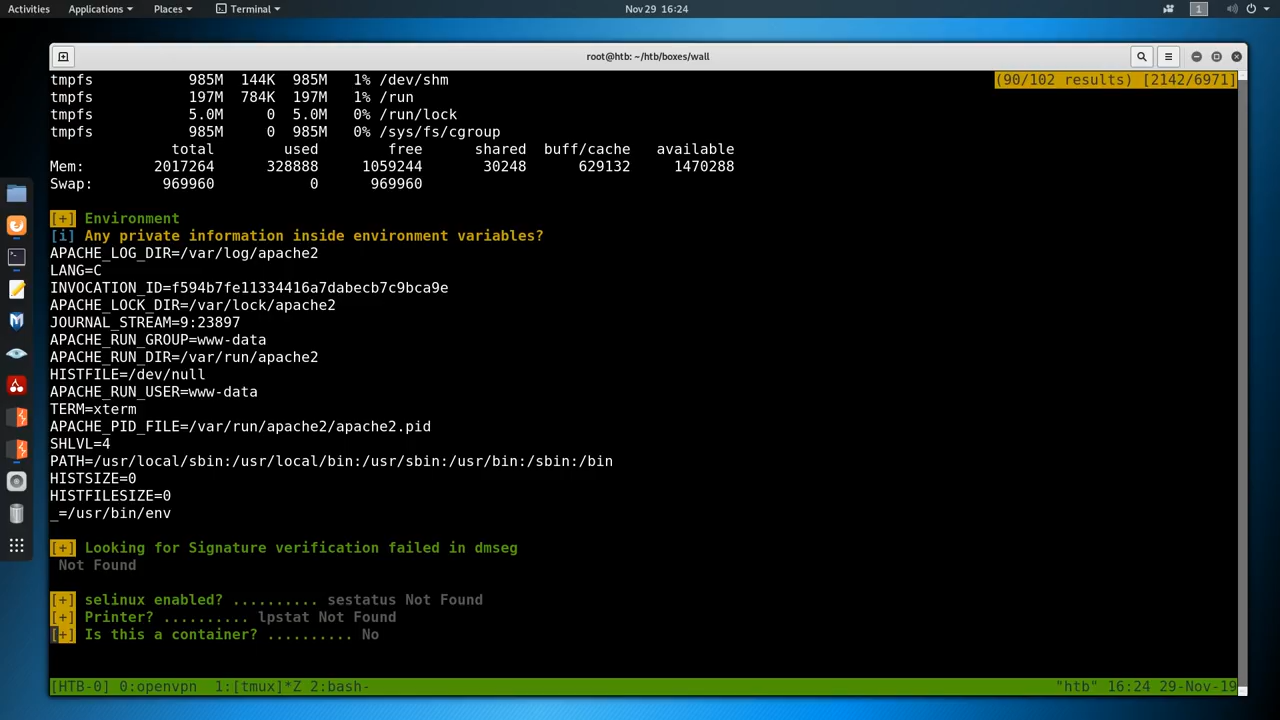 Activities Applications Places Terminal Nov 29 16:24 1
root@htb: ~/htb/boxes/wall
tmpfs 985M 144K 985M 1% /dev/shm (90/102 results) [2142/6971]
tmpfs 197M 784K 197M 1% /run
tmpfs 5.0M 0 5.0M 0% /run/lock
tmpfs 985M 0 985M 0% /sys/fs/cgroup
total used free shared buff/cache available
Mem: 2017264 328888 1059244 30248 629132 1470288
Swap: 969960 0 969960
[+] Environment
[i] Any private information inside environment variables?
APACHE_LOG_DIR=/var/log/apache2
LANG=C
INVOCATION_ID=f594b7fe11334416a7dabecb7c9bca9e
APACHE_LOCK_DIR=/var/lock/apache2
JOURNAL_STREAM=9:23897
APACHE_RUN_GROUP=www-data
APACHE_RUN_DIR=/var/run/apache2
HISTFILE=/dev/null
APACHE_RUN_USER=www-data
TERM=xterm
APACHE_PID_FILE=/var/run/apache2/apache2.pid
SHLVL=4
PATH=/usr/local/sbin:/usr/local/bin:/usr/sbin:/usr/bin:/sbin:/bin
HISTSIZE=0
HISTFILESIZE=0
_=/usr/bin/env
[+] Looking for Signature verification failed in dmseg
Not Found
[+] selinux enabled? .......... sestatus Not Found
[+] Printer? .......... lpstat Not Found
[+] Is this a container? .......... No
[HTB-0] 0:openvpn 1:[tmux]*Z 2:bash- "htb" 16:24 29-Nov-19